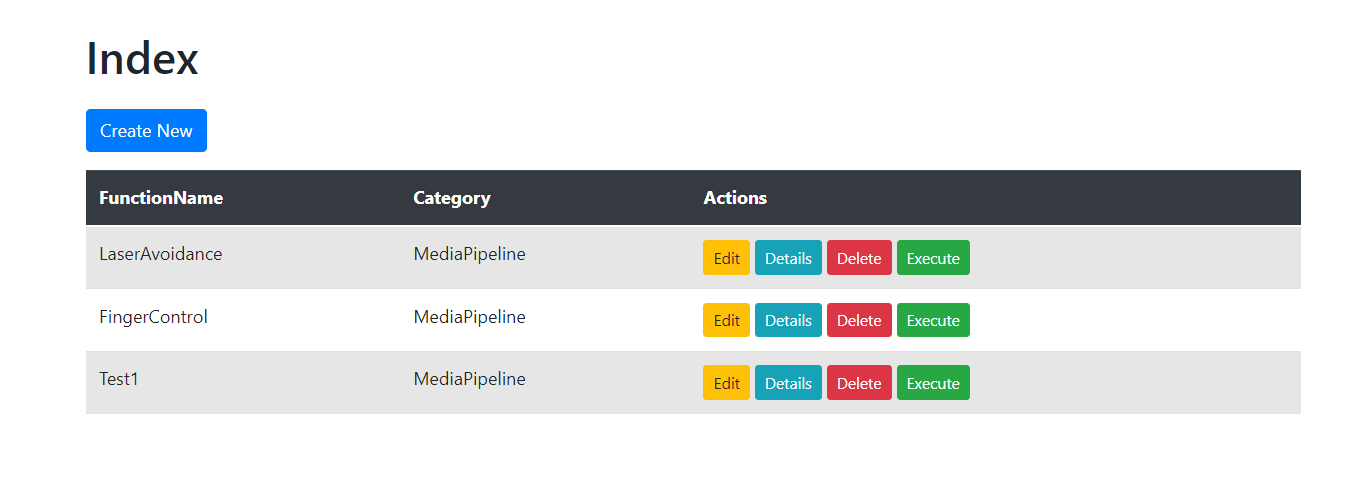 Index
Create New
FunctionName Category Actions
LaserAvoidance MediaPipeline Edit Details Delete Execute
FingerControl MediaPipeline Edit Details Delete Execute
Test1 MediaPipeline Edit Details Delete Execute